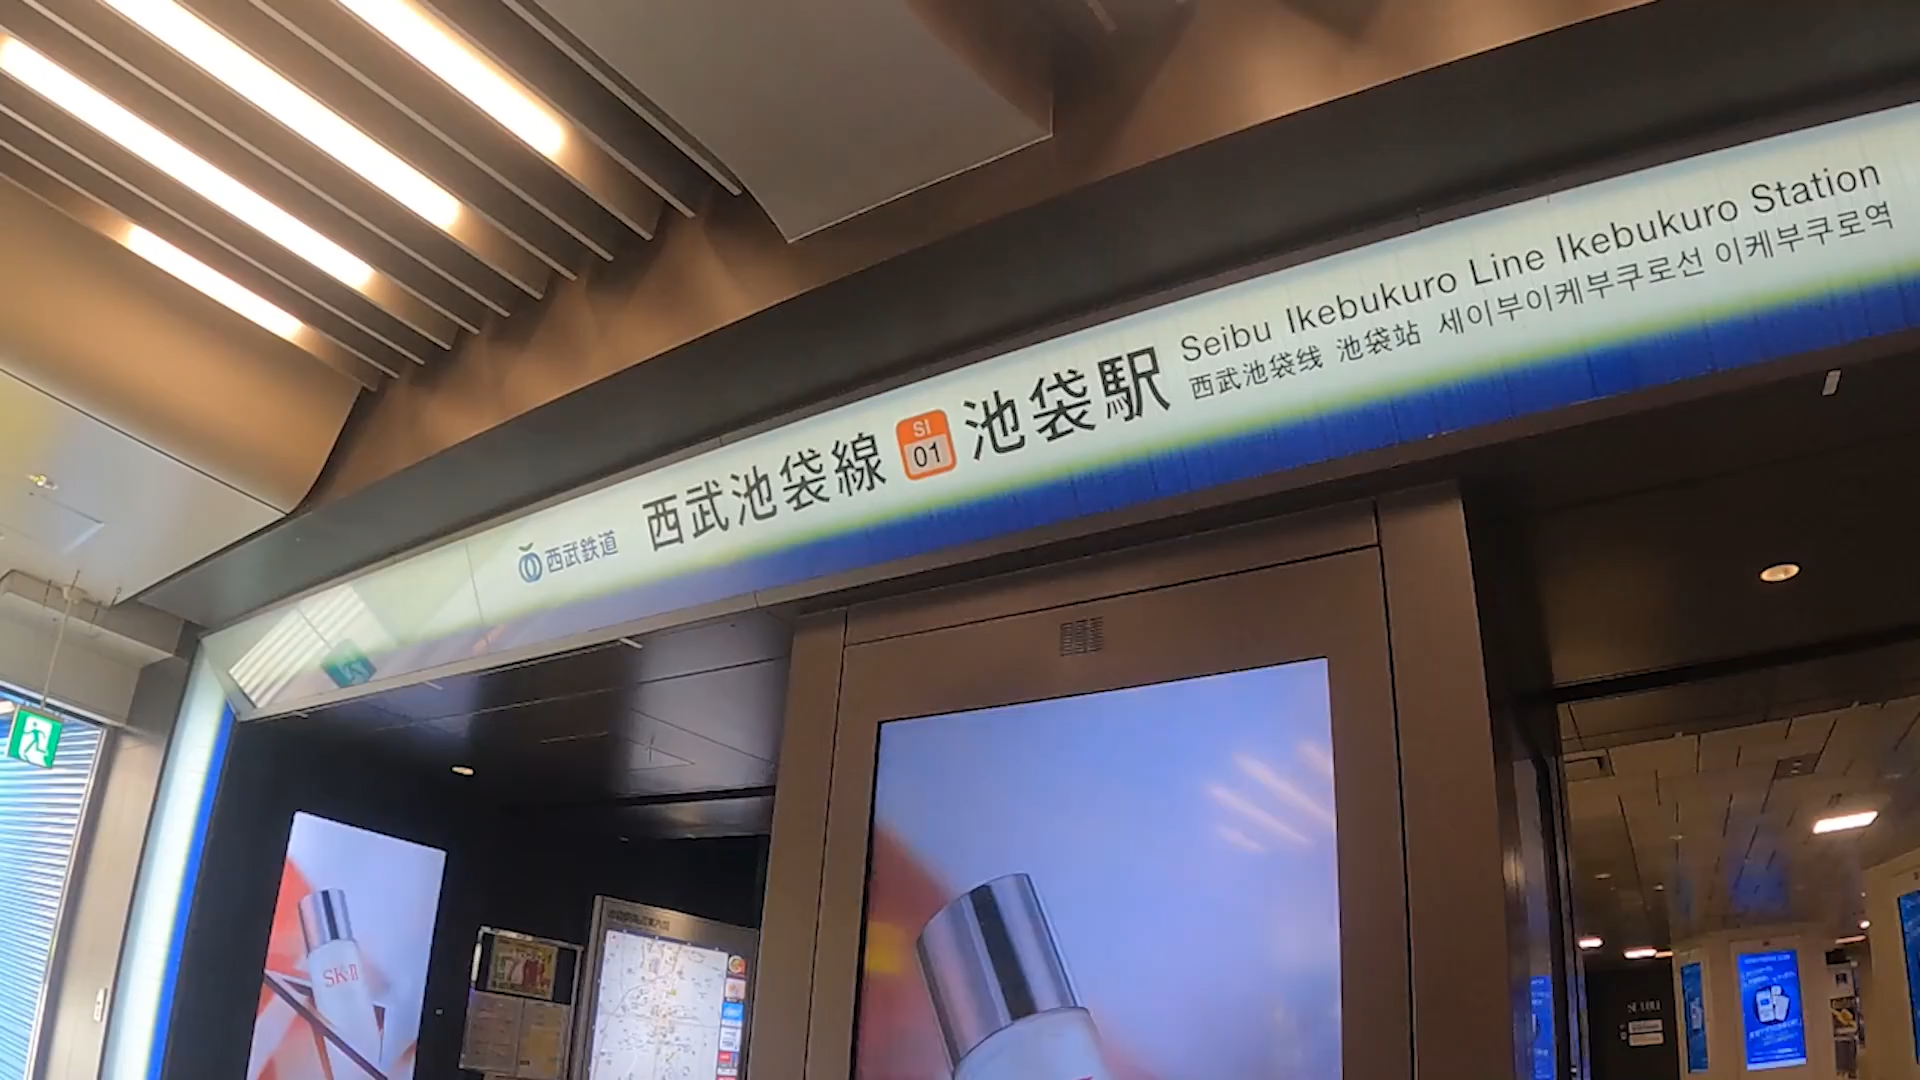 西武鉄道
西武池袋線
SI
01
池袋駅
Seibu Ikebukuro Line Ikebukuro Station
西武池袋线 池袋站 세이부이케부쿠로선 이케부쿠로역
SK-II